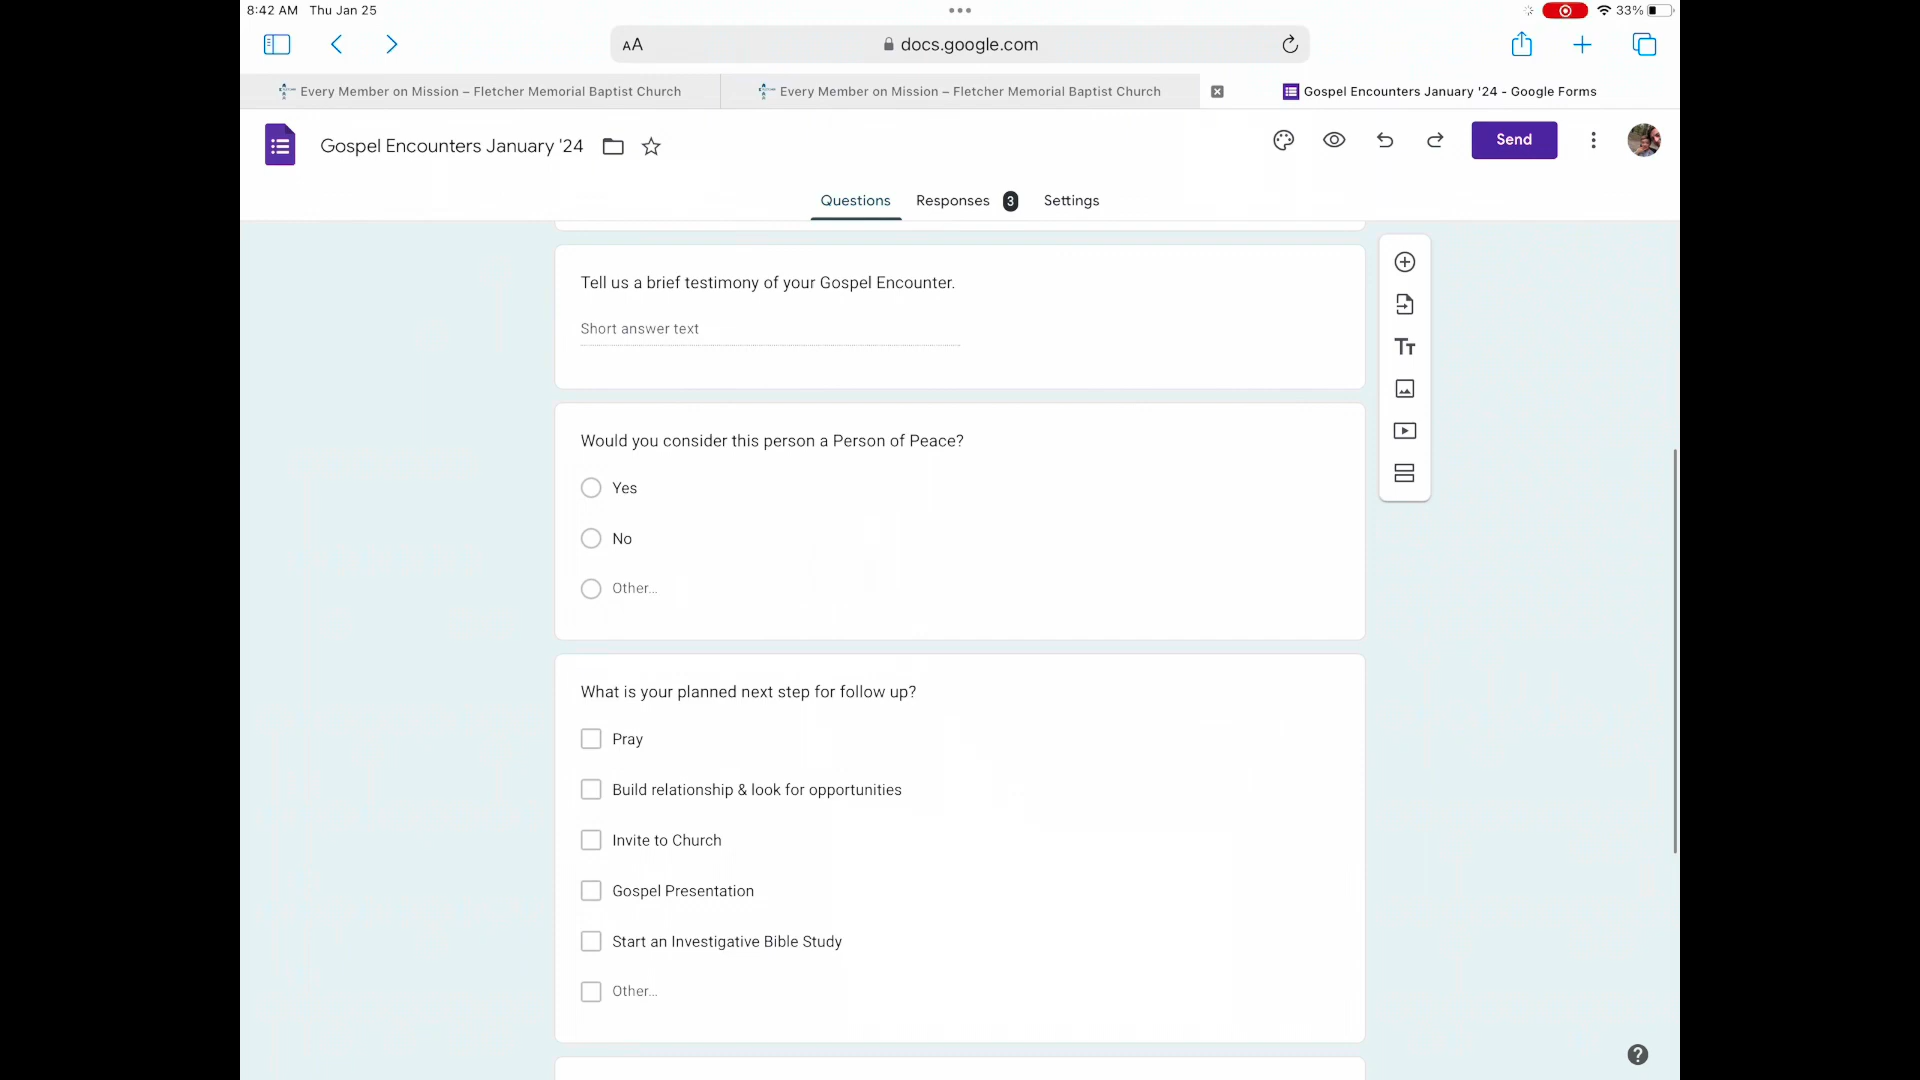 8:42 AM Thu Jan 25
33%
AA
docs.google.com
Every Member on Mission – Fletcher Memorial Baptist Church
Every Member on Mission – Fletcher Memorial Baptist Church
Gospel Encounters January '24 - Google Forms
Gospel Encounters January '24
Send
Questions
Responses 3
Settings
Tell us a brief testimony of your Gospel Encounter.
Short answer text
Tт
Would you consider this person a Person of Peace?
Yes
No
Other...
What is your planned next step for follow up?
Pray
Build relationship & look for opportunities
Invite to Church
Gospel Presentation
Start an Investigative Bible Study
Other...